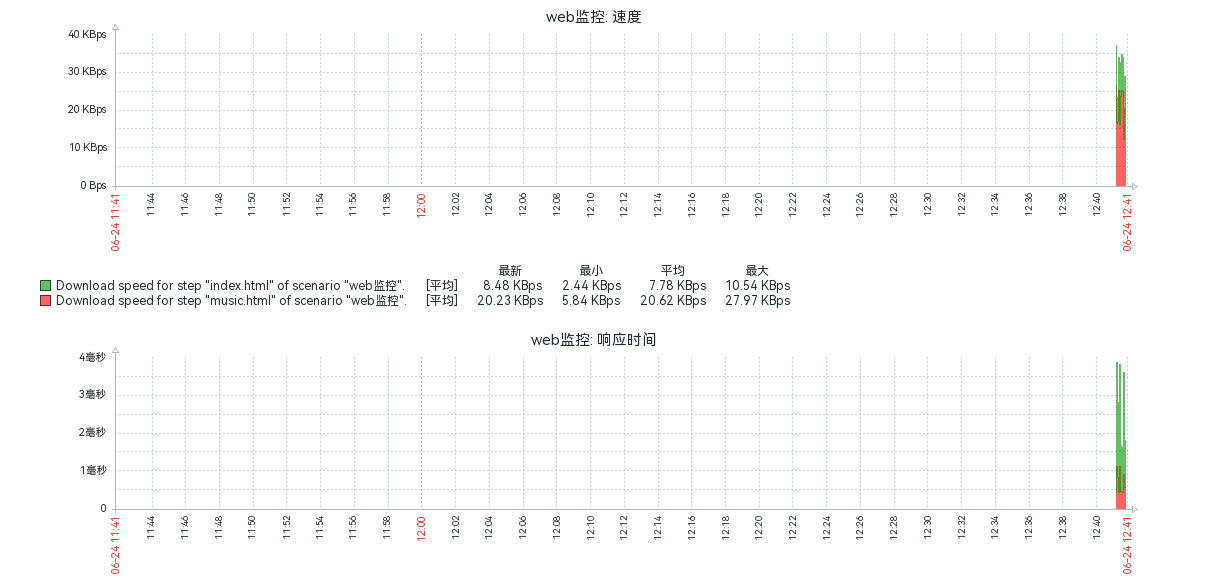 web监控: 速度
40 KBps
30 KBps
20 KBps
10 KBps
0 Bps
06-24 11:41 11:44 11:46 11:48 11:50 11:52 11:54 11:56 11:58 12:00 12:02 12:04 12:06 12:08 12:10 12:12 12:14 12:16 12:18 12:20 12:22 12:24 12:26 12:28 12:30 12:32 12:34 12:36 12:38 12:40 06-24 12:41
最新 最小 平均 最大
Download speed for step "index.html" of scenario "web监控". [平均] 8.48 KBps 2.44 KBps 7.78 KBps 10.54 KBps
Download speed for step "music.html" of scenario "web监控". [平均] 20.23 KBps 5.84 KBps 20.62 KBps 27.97 KBps
web监控: 响应时间
4毫秒
3毫秒
2毫秒
1毫秒
0
06-24 11:41 11:44 11:46 11:48 11:50 11:52 11:54 11:56 11:58 12:00 12:02 12:04 12:06 12:08 12:10 12:12 12:14 12:16 12:18 12:20 12:22 12:24 12:26 12:28 12:30 12:32 12:34 12:36 12:38 12:40 06-24 12:41